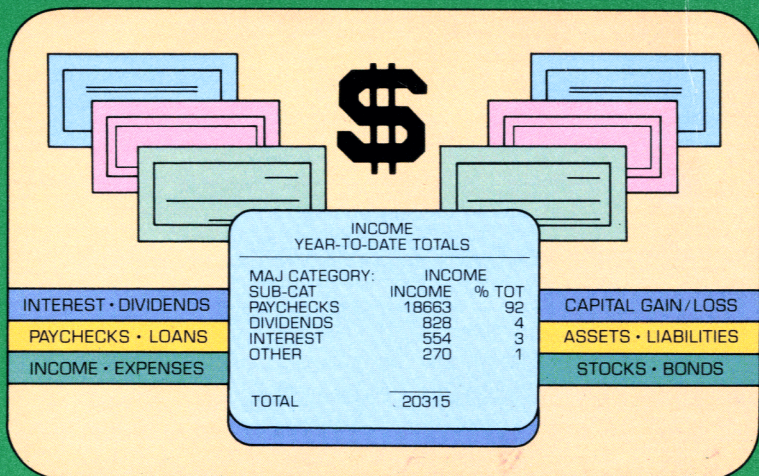 $
INCOME
YEAR-TO-DATE TOTALS
MAJ CATEGORY: INCOME
SUB-CAT INCOME % TOT
PAYCHECKS 18663 92
DIVIDENDS 828 4
INTEREST 554 3
OTHER 270 1
TOTAL 20315
INTEREST • DIVIDENDS
PAYCHECKS • LOANS
INCOME • EXPENSES
CAPITAL GAIN/LOSS
ASSETS • LIABILITIES
STOCKS • BONDS